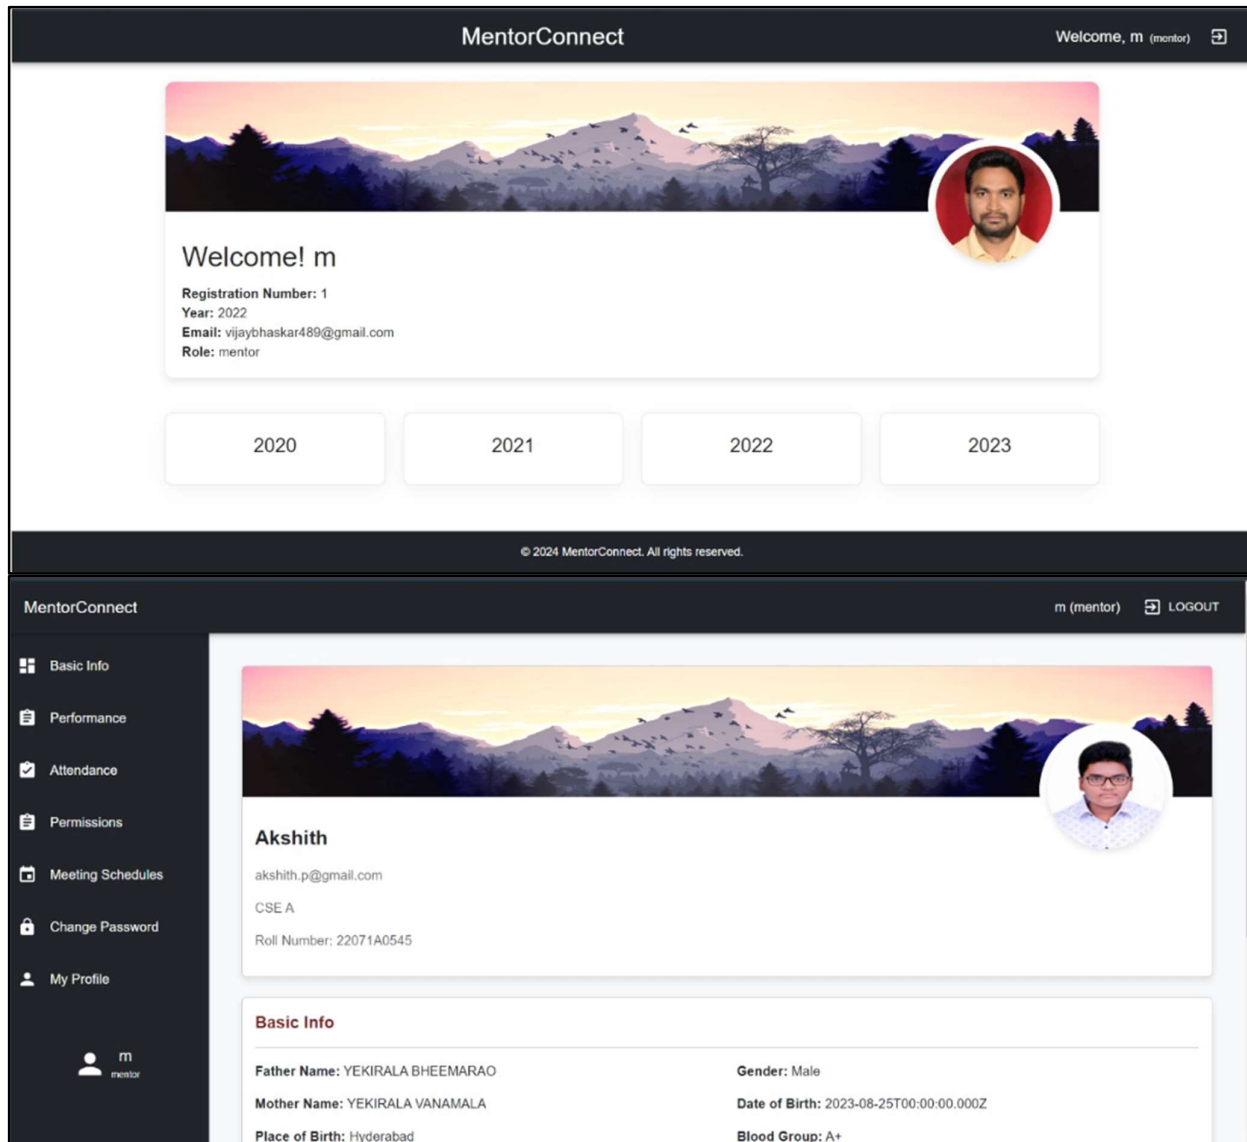 MentorConnect
Welcome, m (mentor)
Welcome! m
Registration Number: 1
Year: 2022
Email: vijaybhaskar489@gmail.com
Role: mentor
2020 2021 2022 2023
© 2024 MentorConnect. All rights reserved.
MentorConnect
m (mentor) LOGOUT
Basic Info
Performance
Attendance
Permissions
Meeting Schedules
Change Password
My Profile
m
mentor
Akshith
akshith.p@gmail.com
CSE A
Roll Number: 22071A0545
Basic Info
Father Name: YEKIRALA BHEEMARAO
Gender: Male
Mother Name: YEKIRALA VANAMALA
Date of Birth: 2023-08-25T00:00:00.000Z
Place of Birth: Hyderabad
Blood Group: A+